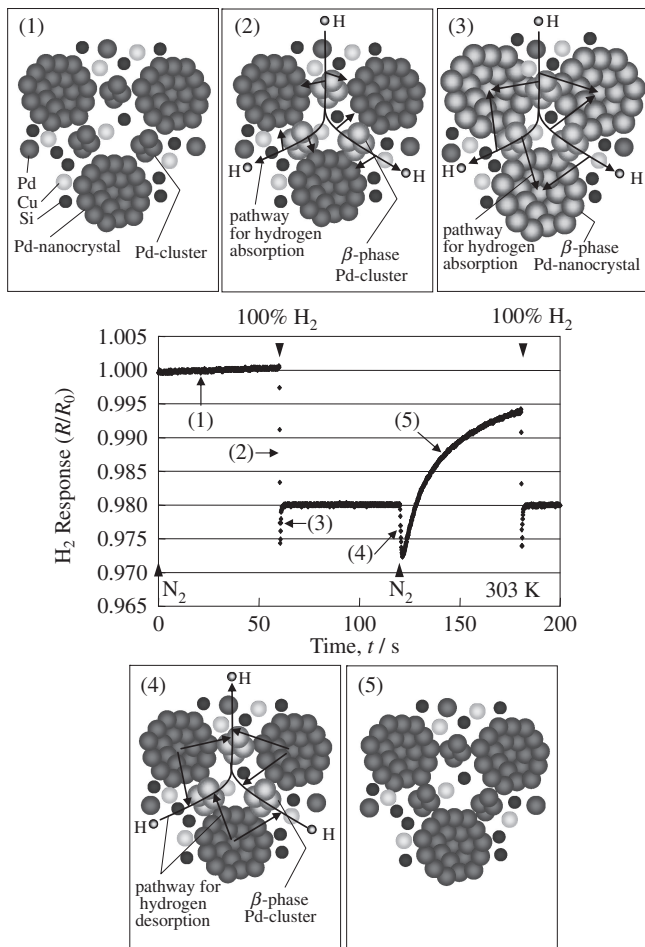 (1)
Pd
Cu
Si
Pd-nanocrystal
Pd-cluster
(2)
H
H
H
pathway
for hydrogen
absorption
β-phase
Pd-cluster
(3)
H
H
H
pathway
for hydrogen
absorption
β-phase
Pd-nanocrystal
100% H₂
100% H₂
H₂ Response (R/R₀)
1.005
1.000
0.995
0.990
0.985
0.980
0.975
0.970
0.965
(1)
(2)
(3)
(4)
(5)
N₂
N₂
303 K
0
50
100
150
200
Time, t / s
(4)
H
H
H
pathway for
hydrogen
desorption
β-phase
Pd-cluster
(5)